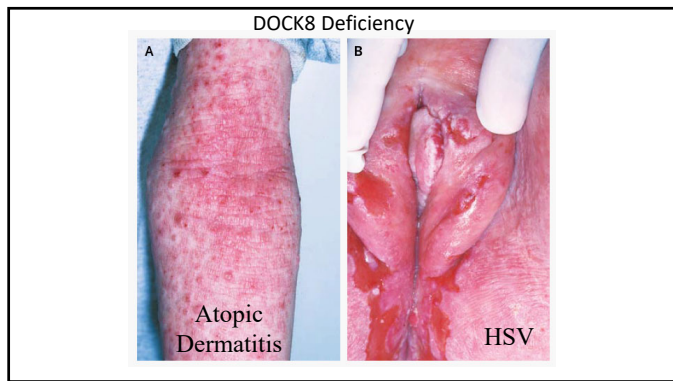 DOCK8 Deficiency
A
B
Atopic
Dermatitis
HSV